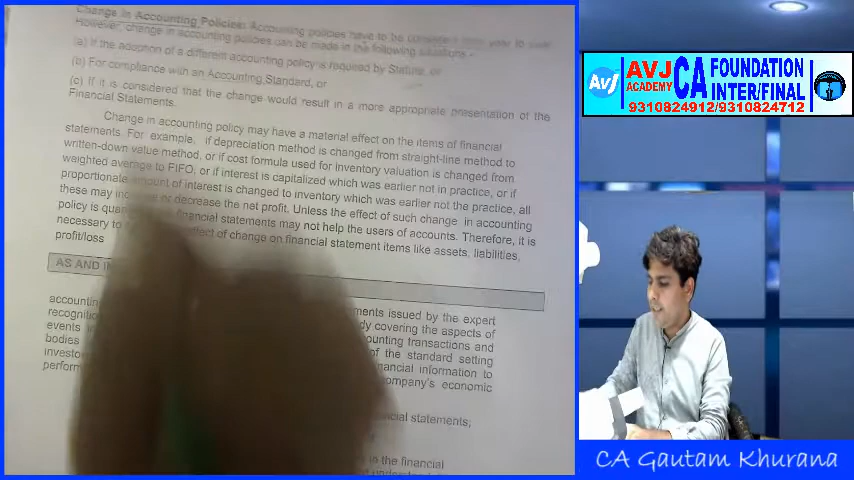 Change in Accounting Policies: Accounting policies have to be consistent from year to year.
However, change in accounting policies can be made in the following situations -
(a) If the adoption of a different accounting policy is required by Statute, or
(b) For compliance with an Accounting Standard, or
(c) If it is considered that the change would result in a more appropriate presentation of the
Financial Statements.
Change in accounting policy may have a material effect on the items of financial
statements. For example, if depreciation method is changed from straight-line method to
written-down value method, or if cost formula used for inventory valuation is changed from
weighted average to FIFO, or if interest is capitalized which was earlier not in practice, or if
proportionate amount of interest is changed to inventory which was earlier not the practice, all
these may or decrease the net profit. Unless the effect of such change in accounting
policy is financial statements may not help the users of accounts. Therefore, it is
necessary to effect of change on financial statement items like assets, liabilities,
profit/loss
AS AND
accounting ments issued by the expert
recognition covering the aspects of
events accounting transactions and
bodies of the standard setting
financial information to
company's economic
financial statements;
in the financial
AVJ
AVJ
ACADEMY
CA FOUNDATION
INTER/FINAL
9310824912/9310824712
CA Gautam Khurana